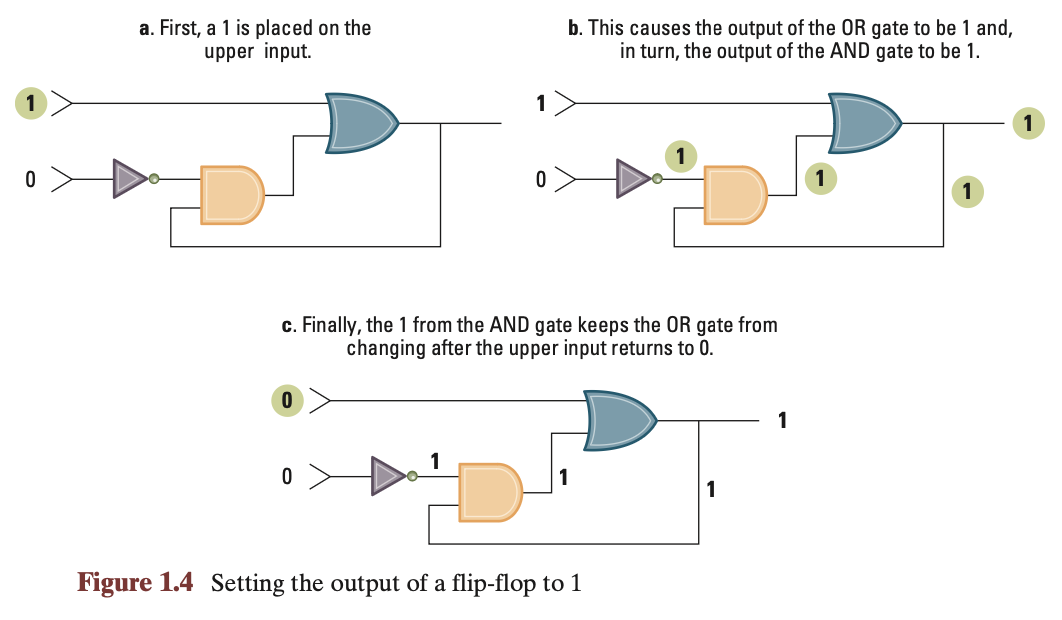 a. First, a 1 is placed on the
upper input.
1
0
b. This causes the output of the OR gate to be 1 and,
in turn, the output of the AND gate to be 1.
1
1
1
0
1
1
c. Finally, the 1 from the AND gate keeps the OR gate from
changing after the upper input returns to 0.
0
1
1
0
1
1
Figure 1.4 Setting the output of a flip-flop to 1